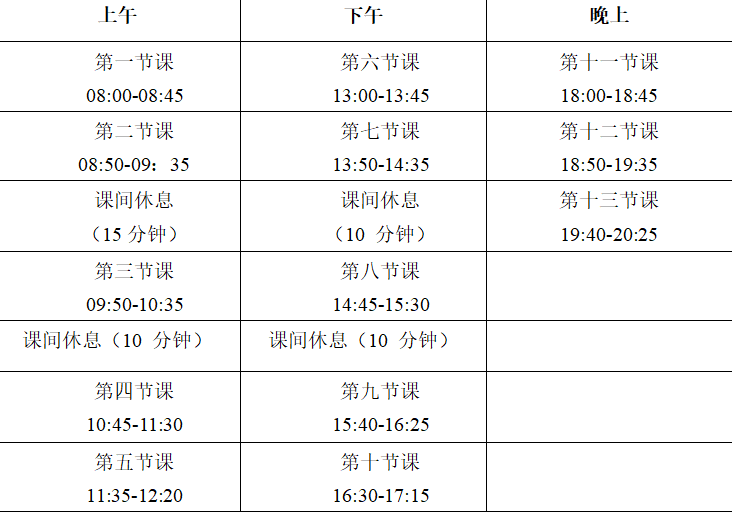 上午 下午 晚上
第一节课 第六节课 第十一节课
08:00-08:45 13:00-13:45 18:00-18:45
第二节课 第七节课 第十二节课
08:50-09：35 13:50-14:35 18:50-19:35
课间休息 课间休息 第十三节课
（15 分钟） （10 分钟） 19:40-20:25
第三节课 第八节课
09:50-10:35 14:45-15:30
课间休息（10 分钟） 课间休息（10 分钟）
第四节课 第九节课
10:45-11:30 15:40-16:25
第五节课 第十节课
11:35-12:20 16:30-17:15